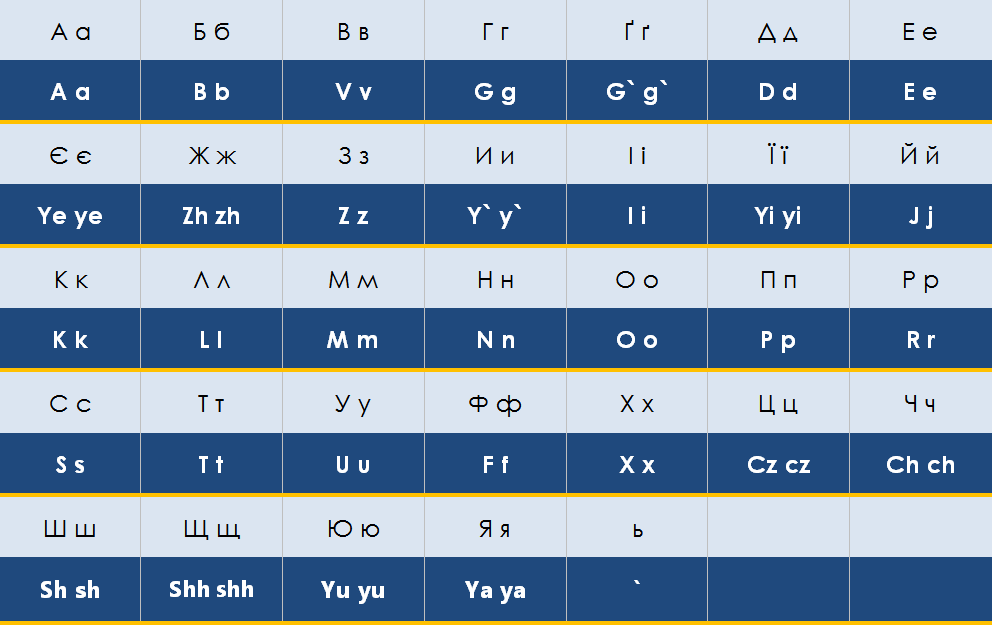 А а Б б В в Г г Ґ ґ Д д Е е
A a B b V v G g G` g` D d E e
Є є Ж ж З з И и І і Ї ї Й й
Ye ye Zh zh Z z Y` y` I i Yi yi J j
К к Л л М м Н н О о П п Р р
K k L l M m N n O o P p R r
С с Т т У у Ф ф Х х Ц ц Ч ч
S s T t U u F f X x Cz cz Ch ch
Ш ш Щ щ Ю ю Я я ь
Sh sh Shh shh Yu yu Ya ya `